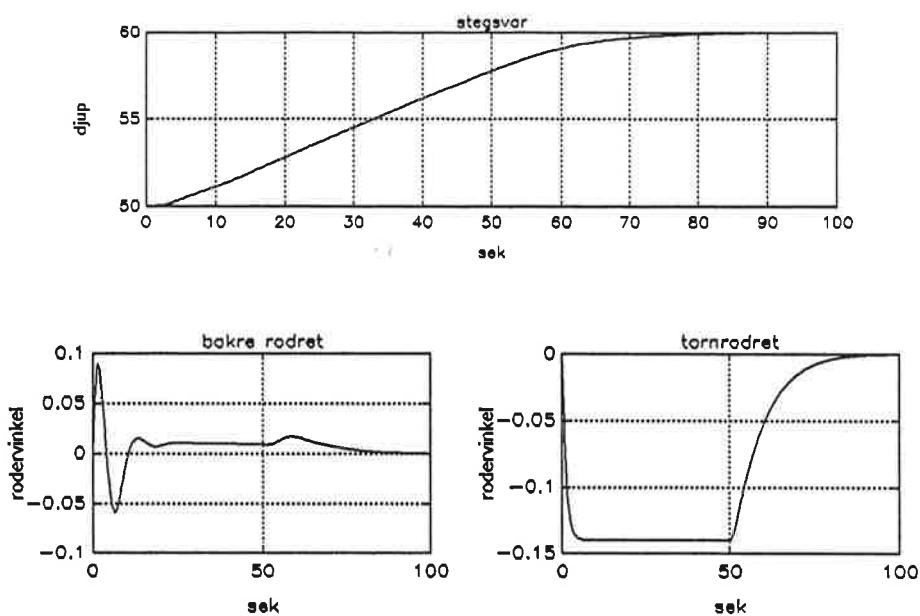 stegsvar
60
55
50
djup
0 10 20 30 40 50 60 70 80 90 100
sek
bakre rodret
0.1
0.05
0
-0.05
-0.1
rodervinkel
0 50 100
sek
tornrodret
0
-0.05
-0.1
-0.15
rodervinkel
0 50 100
sek